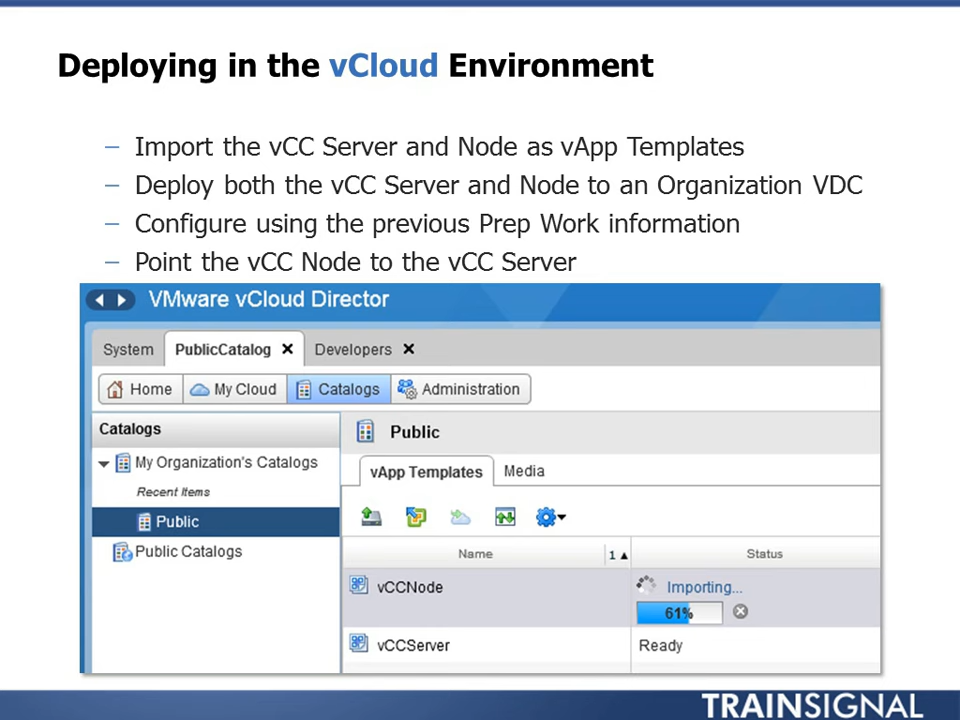 Deploying in the vCloud Environment
– Import the vCC Server and Node as vApp Templates
– Deploy both the vCC Server and Node to an Organization VDC
– Configure using the previous Prep Work information
– Point the vCC Node to the vCC Server
VMware vCloud Director
System PublicCatalog × Developers ×
Home My Cloud Catalogs Administration
Catalogs
My Organization's Catalogs
Recent Items
Public
Public Catalogs
Public
vApp Templates Media
Name 1 ▲ Status
vCCNode Importing...
61%
vCCServer Ready
TRAINSIGNAL